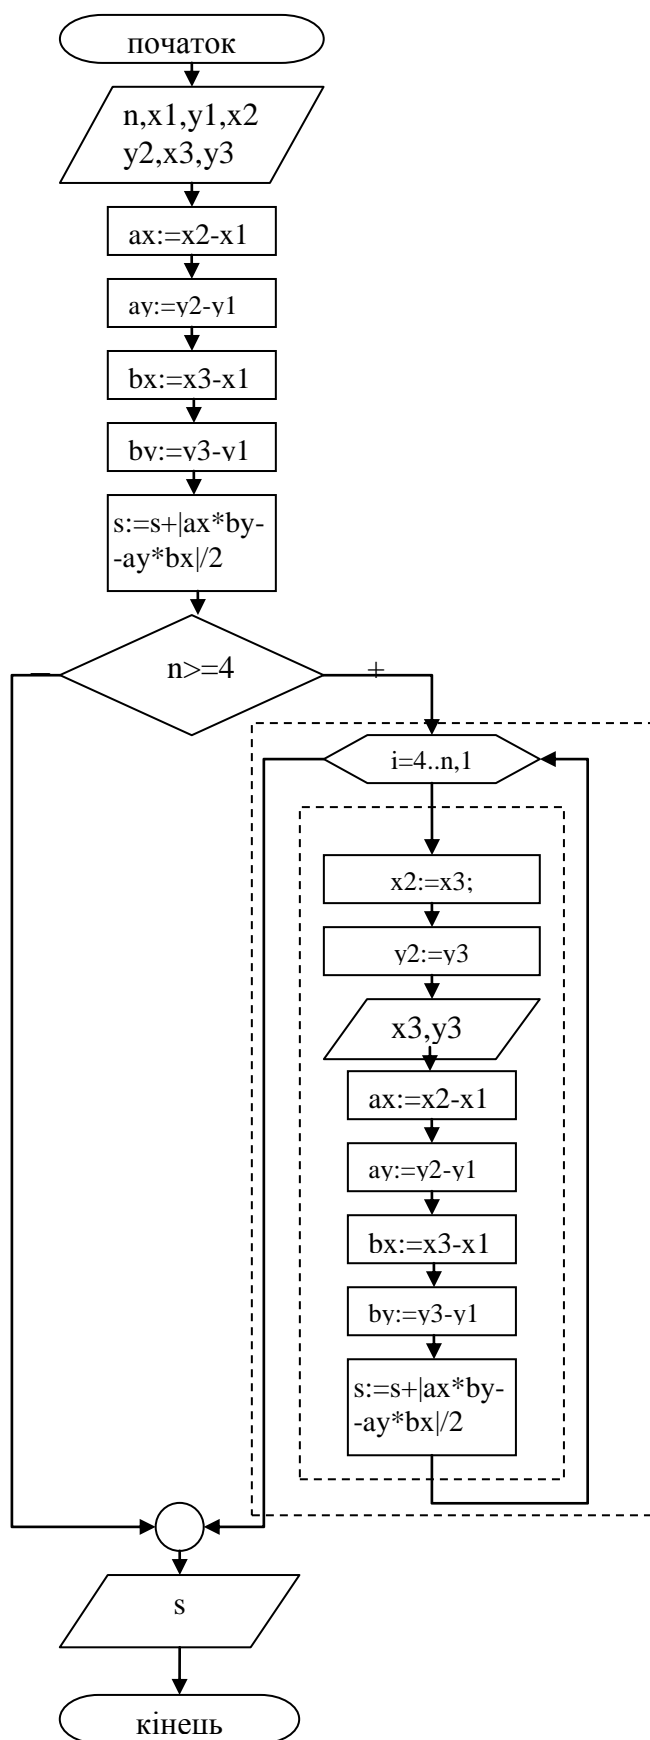 початок
n,x1,y1,x2
y2,x3,y3
ax:=x2-x1
ay:=y2-y1
bx:=x3-x1
by:=y3-y1
s:=s+|ax*by-
-ay*bx|/2
n>=4
– +
i=4..n,1
x2:=x3;
y2:=y3
x3,y3
ax:=x2-x1
ay:=y2-y1
bx:=x3-x1
by:=y3-y1
s:=s+|ax*by-
-ay*bx|/2
s
кінець